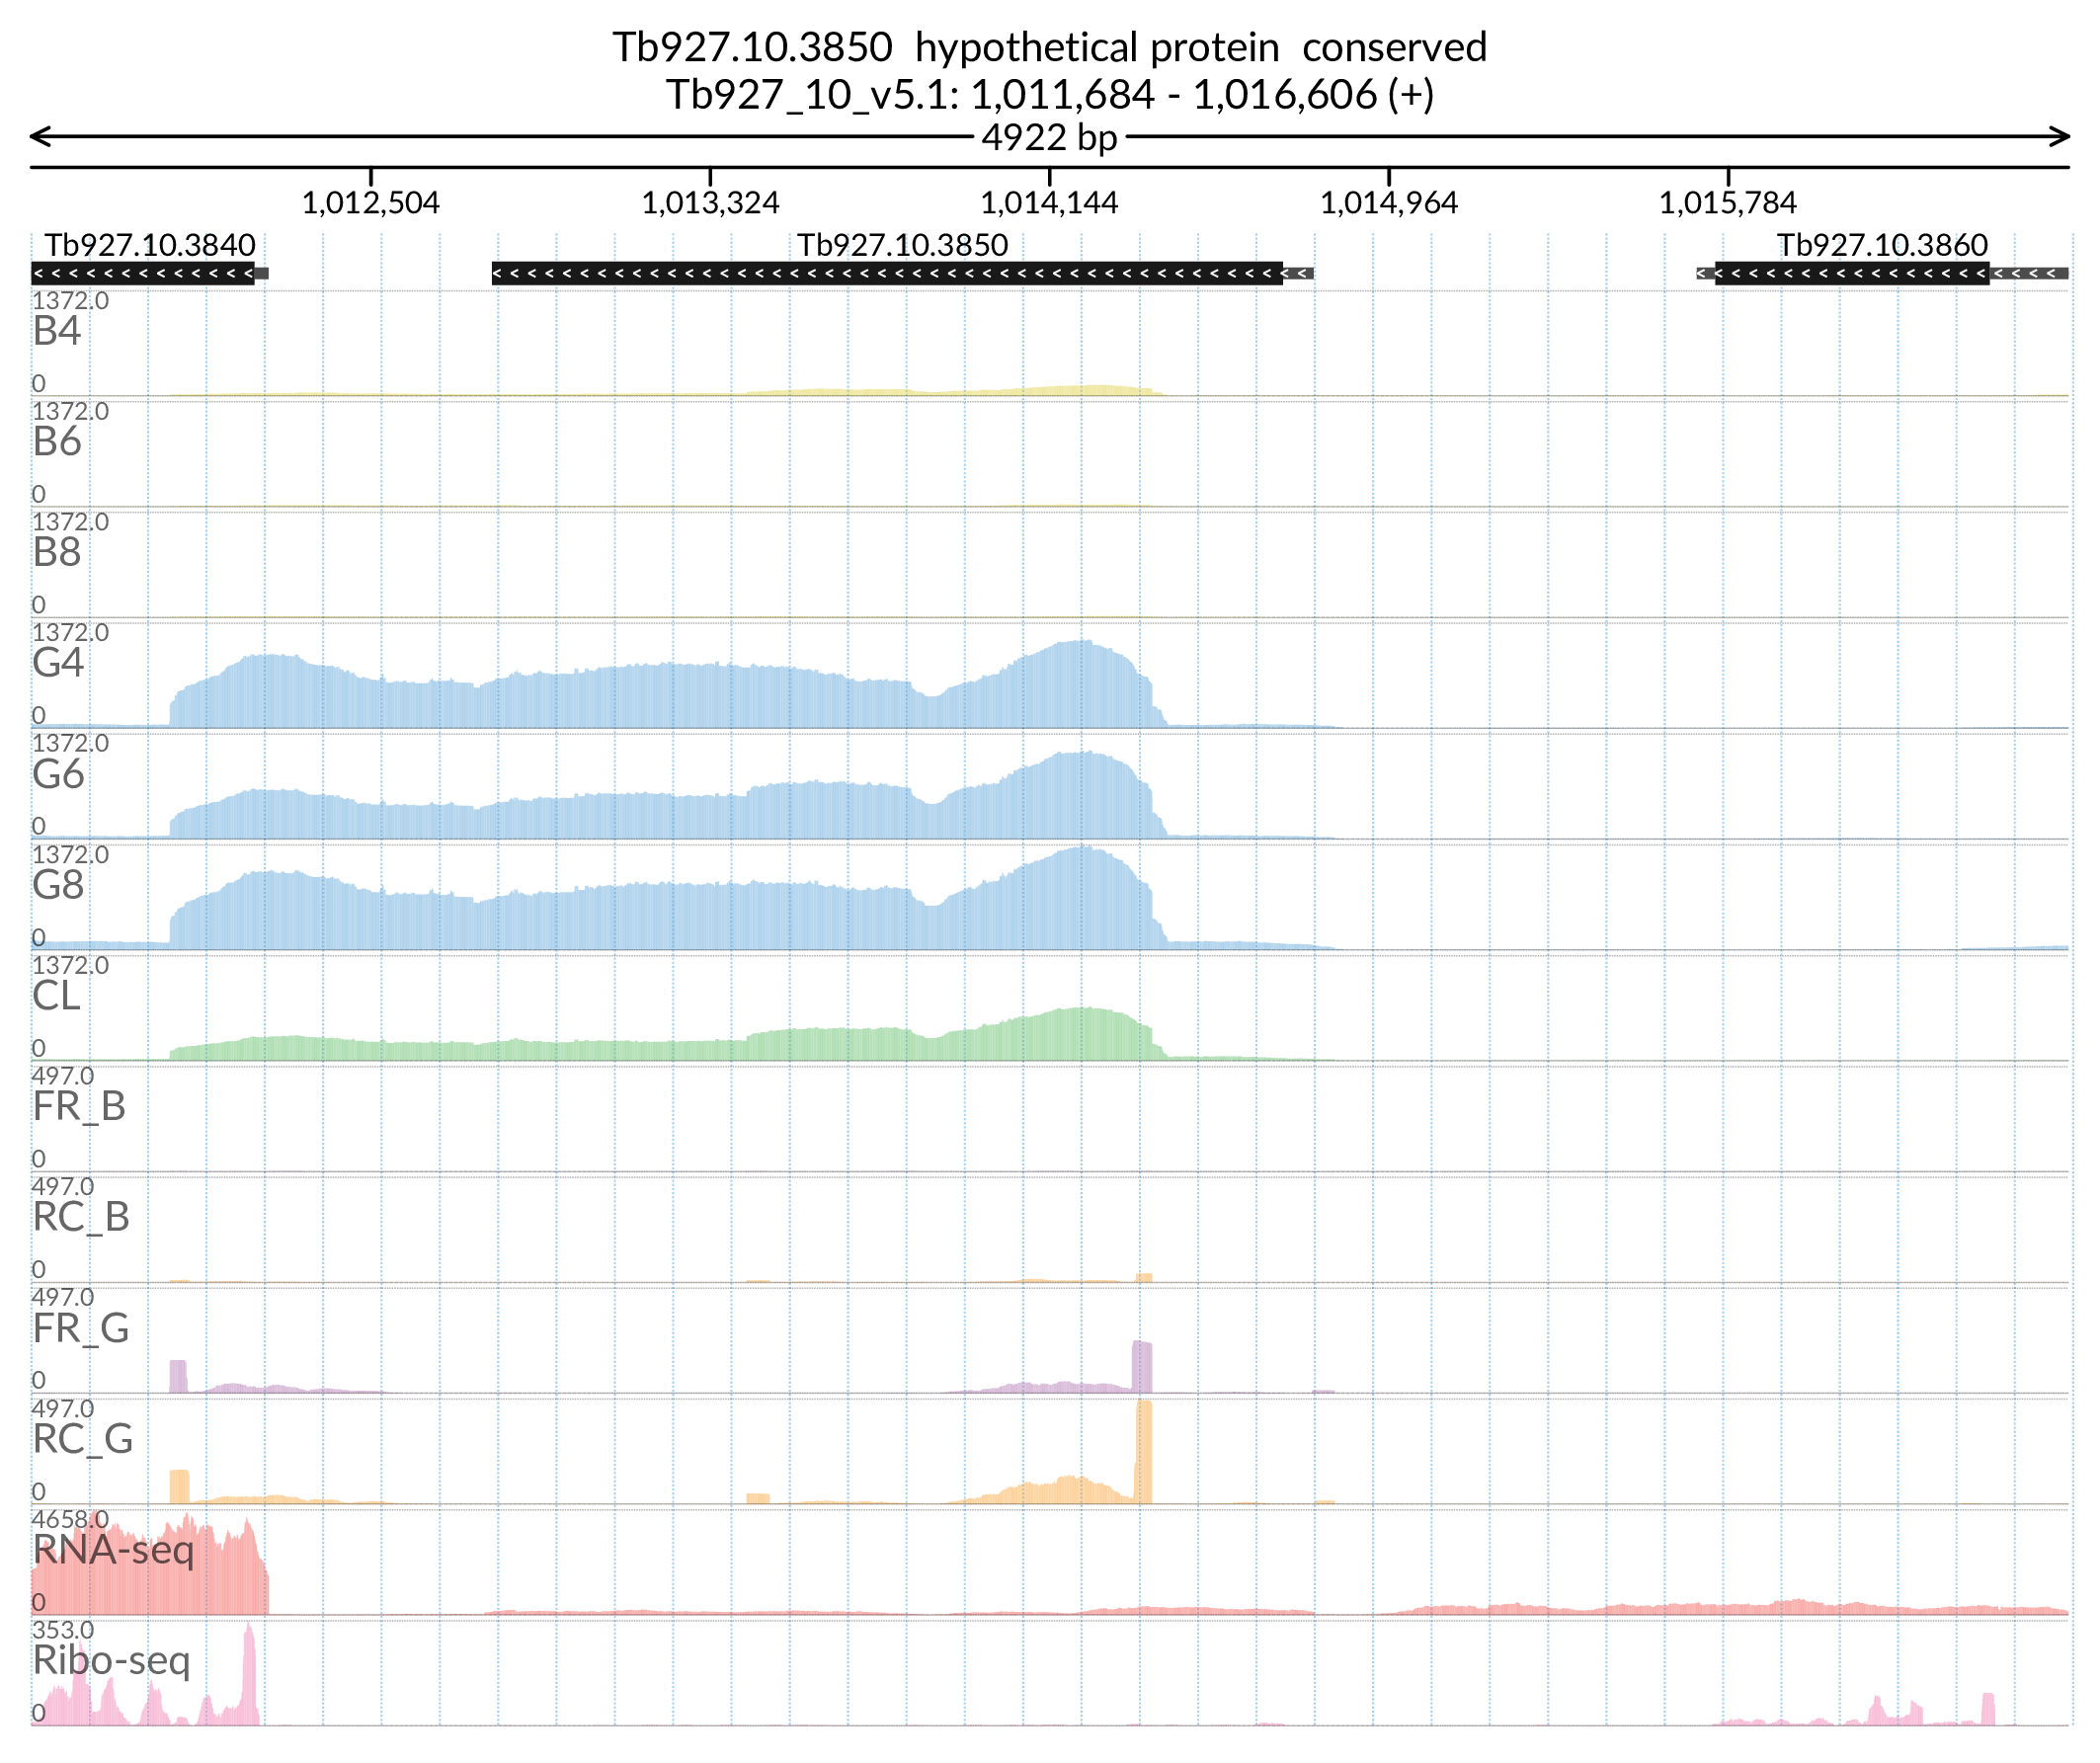 Tb927.10.3850  hypothetical protein  conserved
Tb927_10_v5.1: 1,011,684 - 1,016,606 (+)
4922 bp
1,012,504 1,013,324 1,014,144 1,014,964 1,015,784
Tb927.10.3840 Tb927.10.3850 Tb927.10.3860
1372.0
B4
0
1372.0
B6
0
1372.0
B8
0
1372.0
G4
0
1372.0
G6
0
1372.0
G8
0
1372.0
CL
0
497.0
FR_B
0
497.0
RC_B
0
497.0
FR_G
0
497.0
RC_G
0
4658.0
RNA-seq
0
353.0
Ribo-seq
0